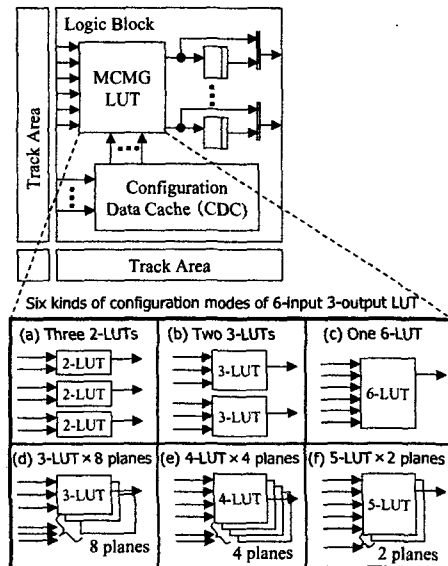 Logic Block
Track Area
MCMG
LUT
Configuration
Data Cache (CDC)
Track Area
Six kinds of configuration modes of 6-input 3-output LUT
(a) Three 2-LUTs
2-LUT
2-LUT
2-LUT
(b) Two 3-LUTs
3-LUT
3-LUT
(c) One 6-LUT
6-LUT
(d) 3-LUT × 8 planes
3-LUT
8 planes
(e) 4-LUT × 4 planes
4-LUT
4 planes
(f) 5-LUT × 2 planes
5-LUT
2 planes